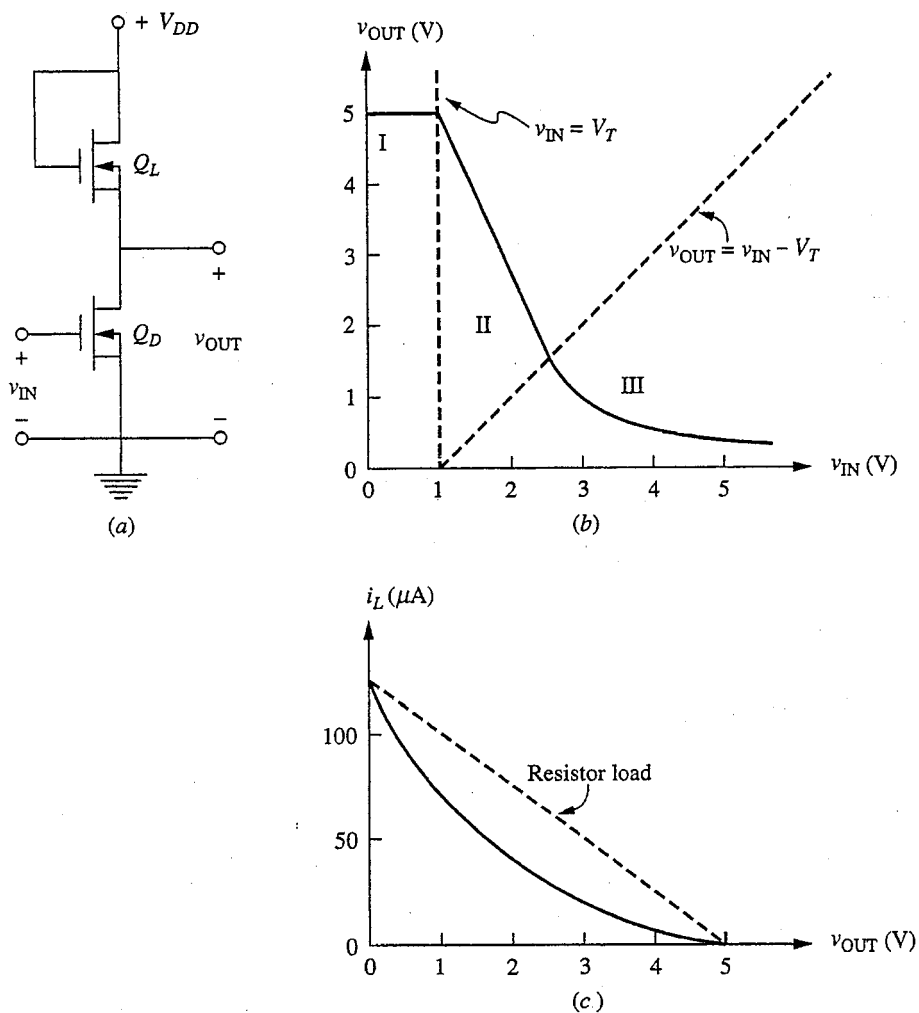 + V_DD
Q_L
+
Q_D
+
v_IN
−
v_OUT
−
(a)
v_OUT (V)
5
4
3
2
1
0
I
II
III
v_IN = V_T
v_OUT = v_IN − V_T
0 1 2 3 4 5
v_IN (V)
(b)
i_L (μA)
100
50
0
Resistor load
0 1 2 3 4 5
v_OUT (V)
(c)